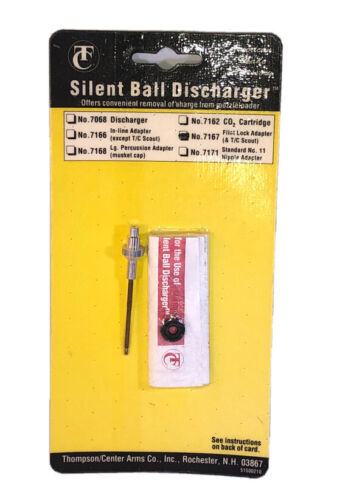 TC
Silent Ball Discharger™
Offers convenient removal of charge from muzzleloader
No. 7068 Discharger
No. 7162 CO₂ Cartridge
No. 7166 In-line Adapter (except T/C Scout)
No. 7167 Flint Lock Adapter (& T/C Scout)
No. 7168 Lg. Percussion Adapter (musket cap)
No. 7171 Standard No. 11 Nipple Adapter
for the Use of
lent Ball Discharger™
TC
See instructions
on back of card.
Thompson/Center Arms Co., Inc., Rochester, N.H. 03867